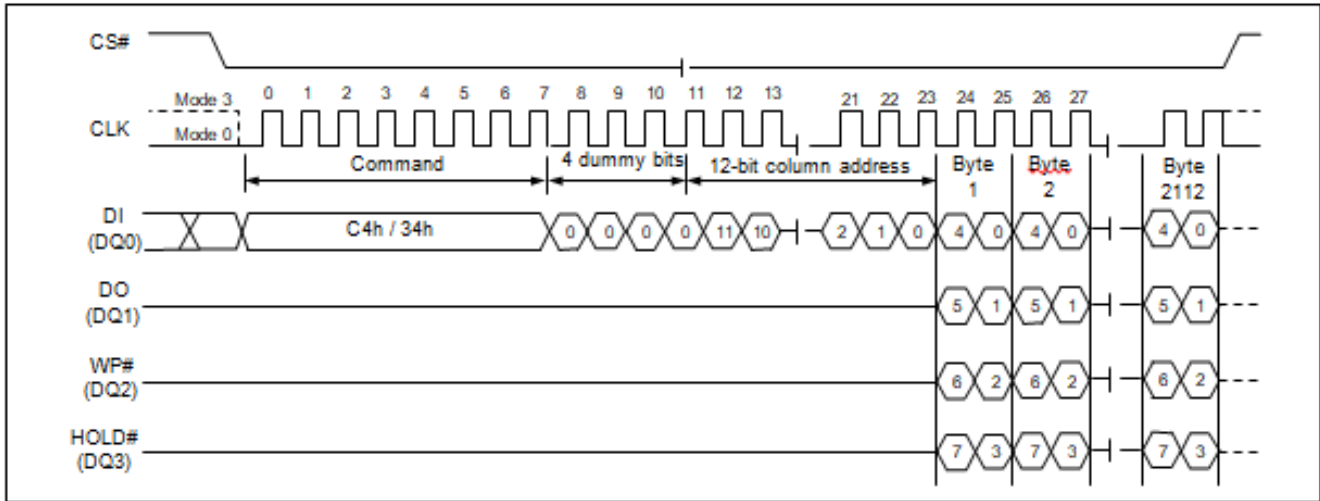 CS#
Mode 3 0 1 2 3 4 5 6 7 8 9 10 11 12 13 21 22 23 24 25 26 27
CLK
Mode 0
Command 4 dummy bits 12-bit column address Byte 1 Byte 2 Byte 2112
DI (DQ0) C4h / 34h 0 0 0 0 11 10 2 1 0 4 0 4 0 4 0
DO (DQ1) 5 1 5 1 5 1
WP# (DQ2) 6 2 6 2 6 2
HOLD# (DQ3) 7 3 7 3 7 3